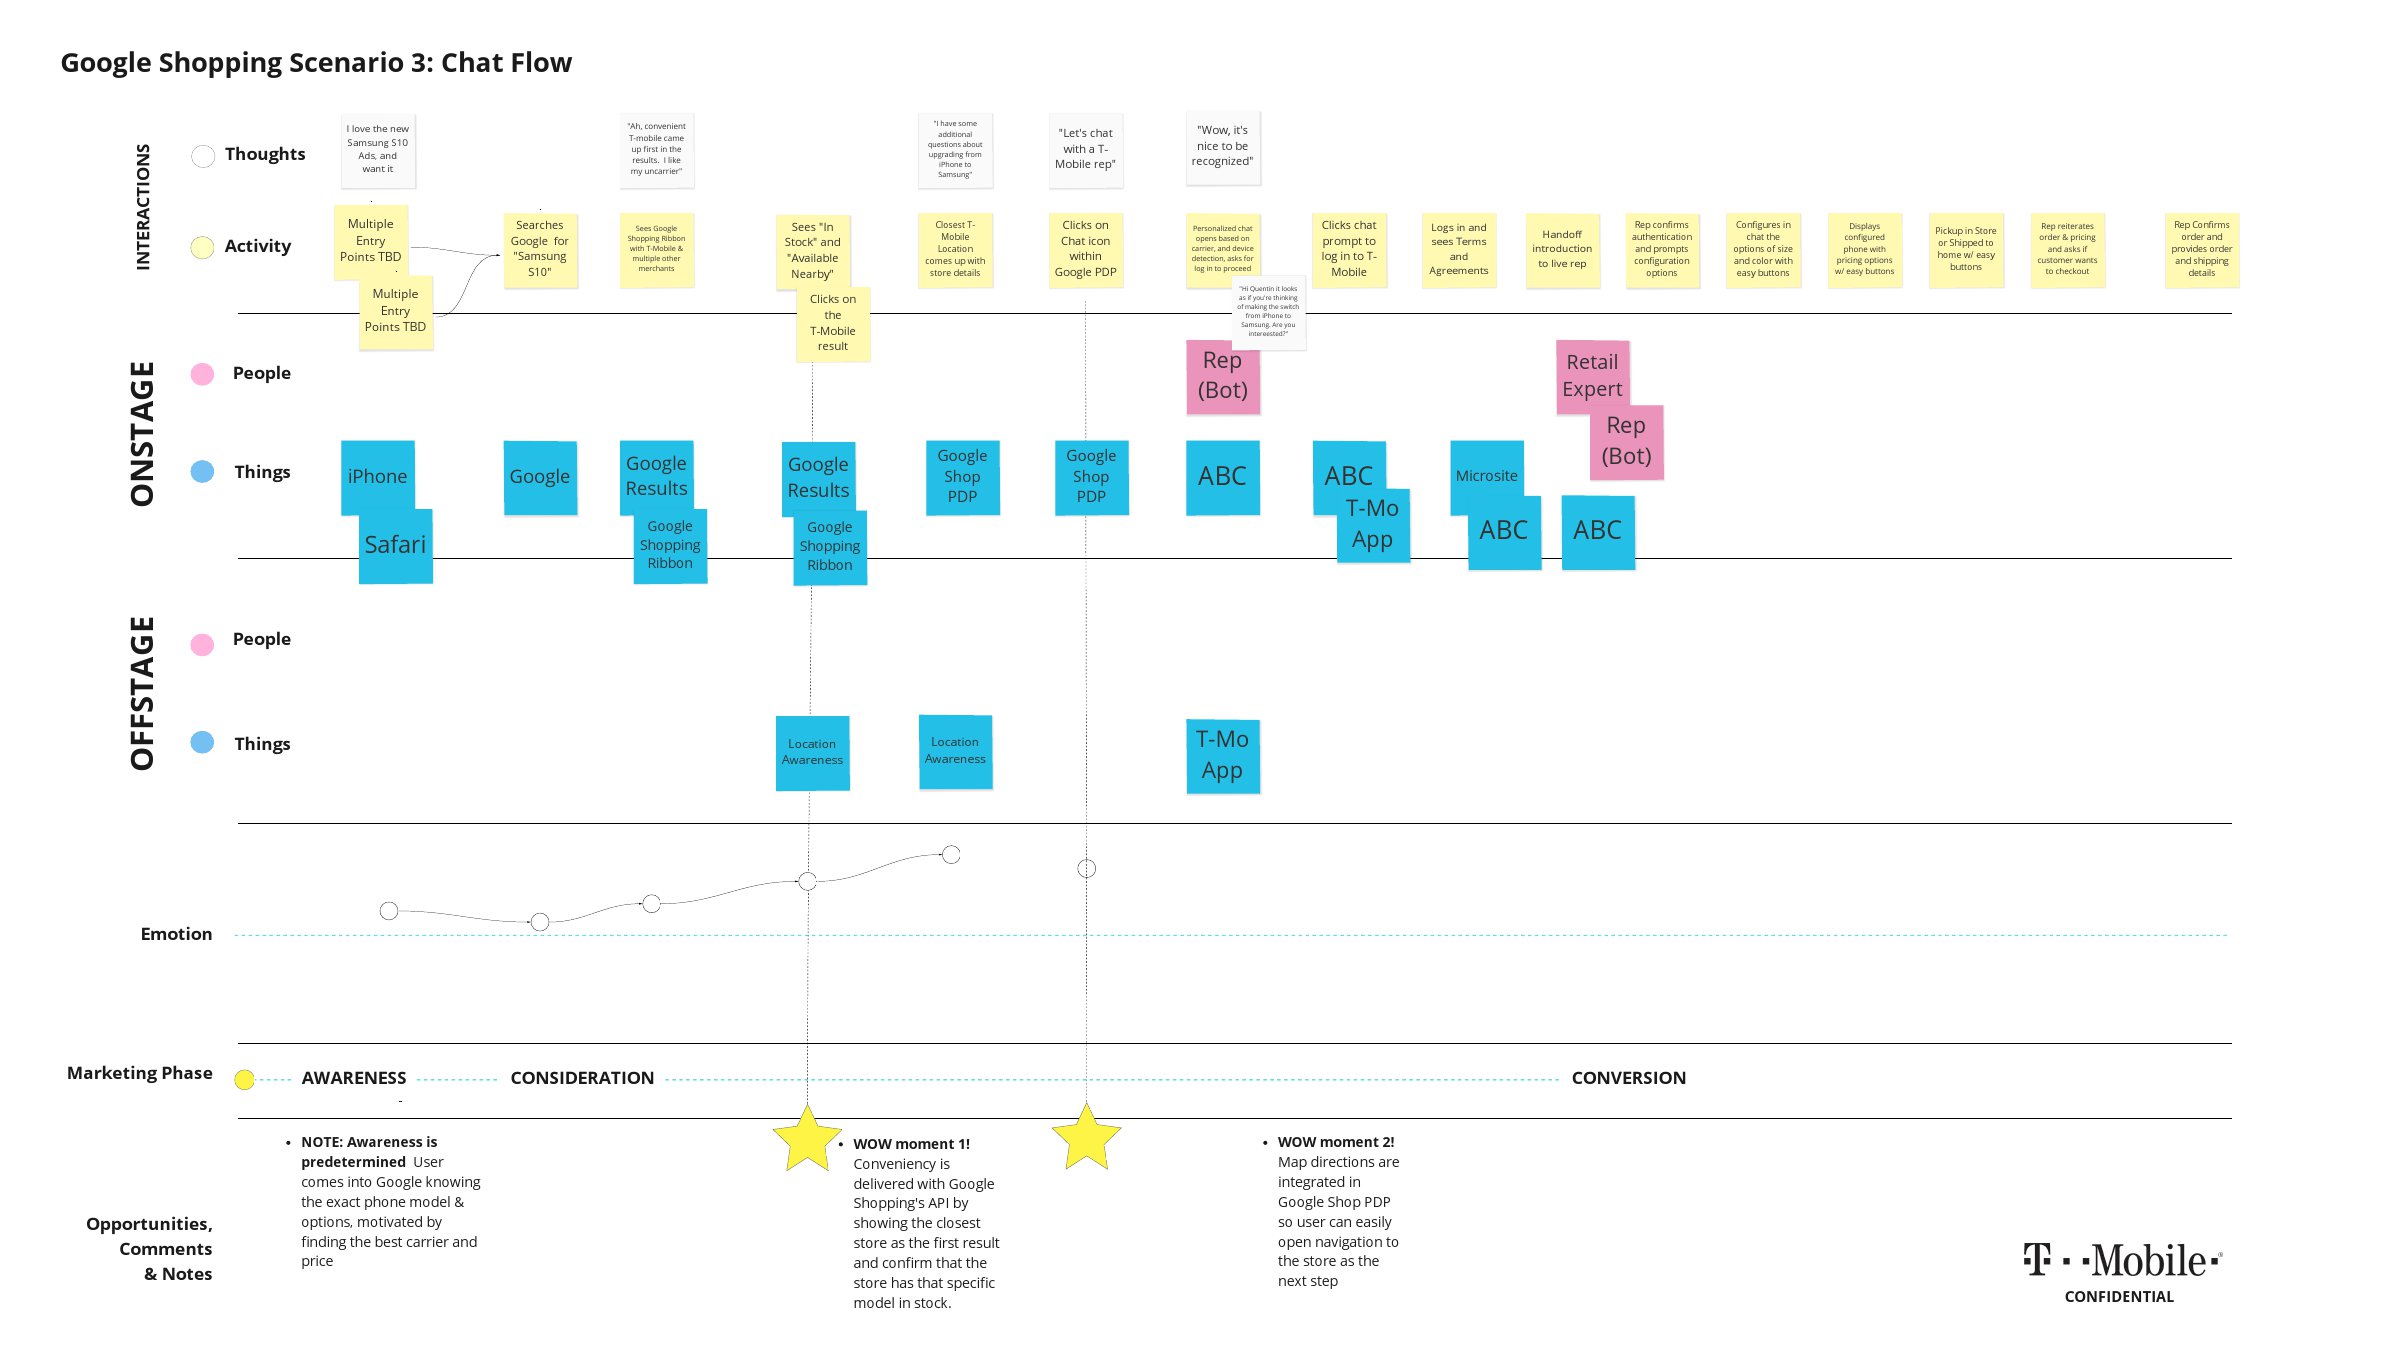 Google Shopping Scenario 3: Chat Flow
INTERACTIONS
Thoughts
I love the new
Samsung S10
Ads, and
want it
"Ah, convenient
T-mobile came
up first in the
results. I like
my uncarrier"
"I have some
additional
questions about
upgrading from
iPhone to
Samsung"
"Let's chat
with a T-
Mobile rep"
"Wow, it's
nice to be
recognized"
Activity
Multiple
Entry
Points TBD
Multiple
Entry
Points TBD
Searches
Google for
"Samsung
S10"
Sees Google
Shopping Ribbon
with T-Mobile &
multiple other
merchants
Sees "In
Stock" and
"Available
Nearby"
Clicks on
the
T-Mobile
result
Closest T-
Mobile
Location
comes up with
store details
Clicks on
Chat icon
within
Google PDP
Personalized chat
opens based on
carrier, and device
detection, asks for
log in to proceed
"Hi Quentin it looks
as if you're thinking
of making the switch
from iPhone to
Samsung. Are you
intereested?"
Clicks chat
prompt to
log in to T-
Mobile
Logs in and
sees Terms
and
Agreements
Handoff
introduction
to live rep
Rep confirms
authentication
and prompts
configuration
options
Configures in
chat the
options of size
and color with
easy buttons
Displays
configured
phone with
pricing options
w/ easy buttons
Pickup in Store
or Shipped to
home w/ easy
buttons
Rep reiterates
order & pricing
and asks if
customer wants
to checkout
Rep Confirms
order and
provides order
and shipping
details
ONSTAGE
People
Rep
(Bot)
Retail
Expert
Rep
(Bot)
Things
iPhone
Safari
Google
Google
Results
Google
Shopping
Ribbon
Google
Results
Google
Shopping
Ribbon
Google
Shop
PDP
Google
Shop
PDP
ABC
ABC
T-Mo
App
Microsite
ABC
ABC
OFFSTAGE
People
Things
Location
Awareness
Location
Awareness
T-Mo
App
Emotion
Marketing Phase
AWARENESS
CONSIDERATION
CONVERSION
Opportunities,
Comments
& Notes
• NOTE: Awareness is
predetermined User
comes into Google knowing
the exact phone model &
options, motivated by
finding the best carrier and
price
• WOW moment 1!
Conveniency is
delivered with Google
Shopping's API by
showing the closest
store as the first result
and confirm that the
store has that specific
model in stock.
• WOW moment 2!
Map directions are
integrated in
Google Shop PDP
so user can easily
open navigation to
the store as the
next step
T··Mobile·®
CONFIDENTIAL